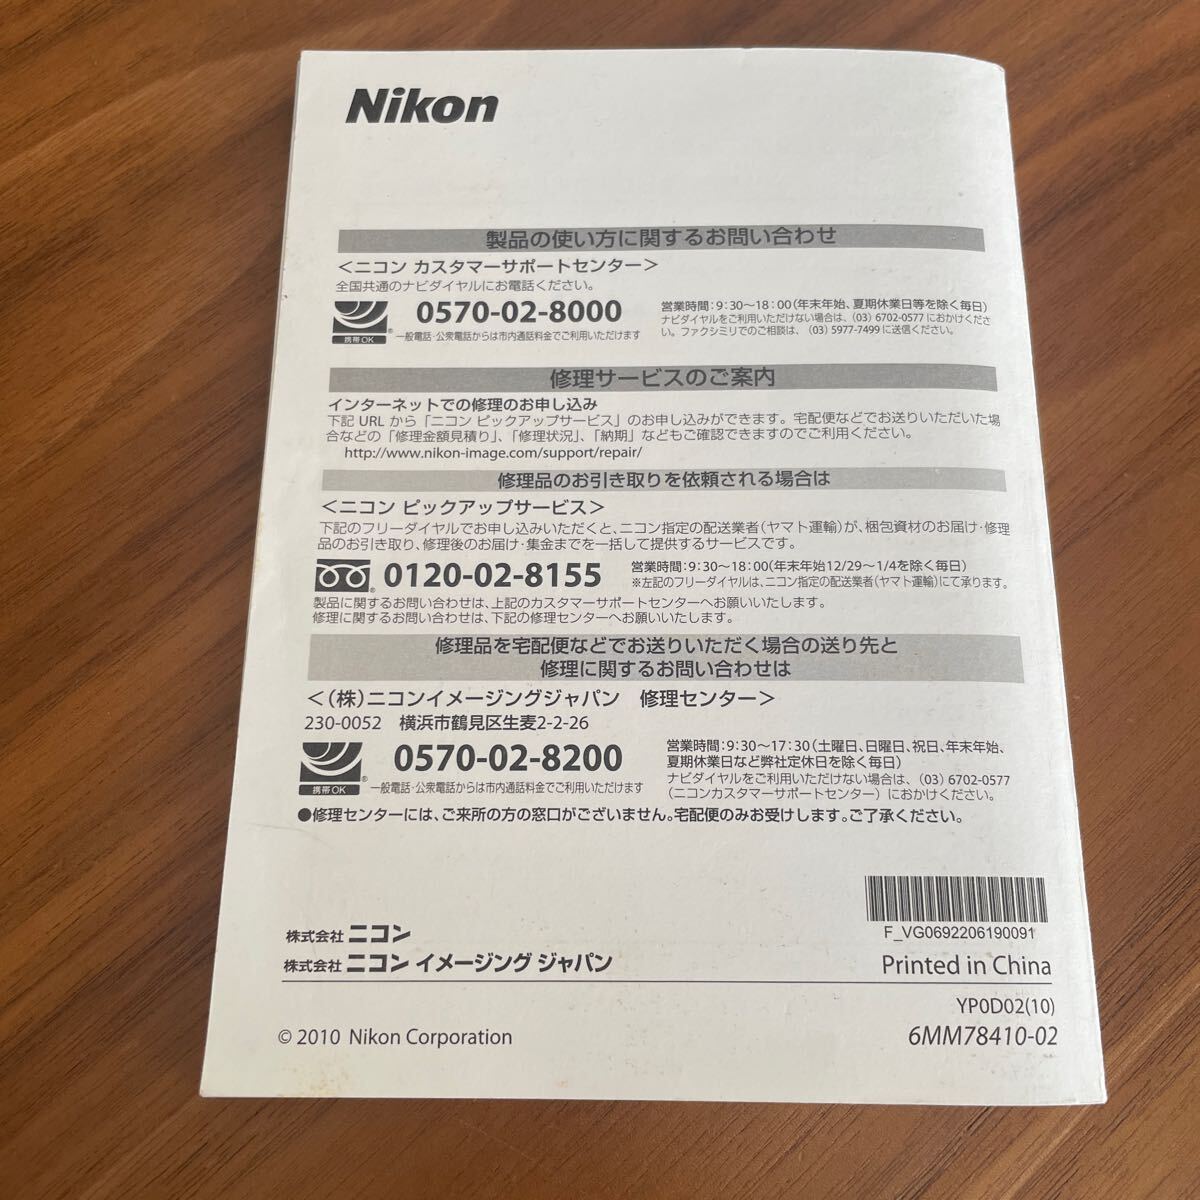 Nikon
製品の使い方に関するお問い合わせ
＜ニコン カスタマーサポートセンター＞
全国共通のナビダイヤルにお電話ください。
0570-02-8000
携帯OK
一般電話・公衆電話からは市内通話料金でご利用いただけます
営業時間：9：30～18：00（年末年始、夏期休業日等を除く毎日）
ナビダイヤルをご利用いただけない場合は、（03）6702-0577 におかけくださ
い。ファクシミリでのご相談は、（03）5977-7499 に送信ください。
修理サービスのご案内
インターネットでの修理のお申し込み
下記 URL から「ニコン ピックアップサービス」のお申し込みができます。宅配便などでお送りいただいた場
合などの「修理金額見積り」、「修理状況」、「納期」などもご確認できますのでご利用ください。
http://www.nikon-image.com/support/repair/
修理品のお引き取りを依頼される場合は
＜ニコン ピックアップサービス＞
下記のフリーダイヤルでお申し込みいただくと、ニコン指定の配送業者（ヤマト運輸）が、梱包資材のお届け・修理
品のお引き取り、修理後のお届け・集金までを一括して提供するサービスです。
0120-02-8155
営業時間：9：30～18：00（年末年始12/29～1/4を除く毎日）
※左記のフリーダイヤルは、ニコン指定の配送業者（ヤマト運輸）にて承ります。
製品に関するお問い合わせは、上記のカスタマーサポートセンターへお願いいたします。
修理に関するお問い合わせは、下記の修理センターへお願いいたします。
修理品を宅配便などでお送りいただく場合の送り先と
修理に関するお問い合わせは
＜（株）ニコンイメージングジャパン　修理センター＞
230-0052　横浜市鶴見区生麦2-2-26
0570-02-8200
携帯OK
一般電話・公衆電話からは市内通話料金でご利用いただけます
営業時間：9：30～17：30（土曜日、日曜日、祝日、年末年始、
夏期休業日など弊社定休日を除く毎日）
ナビダイヤルをご利用いただけない場合は、（03）6702-0577
（ニコンカスタマーサポートセンター）におかけください。
●修理センターには、ご来所の方の窓口がございません。宅配便のみお受けします。ご了承ください。
F_VG0692206190091
株式会社 ニコン
株式会社 ニコン イメージング ジャパン
Printed in China
YP0D02(10)
© 2010 Nikon Corporation
6MM78410-02